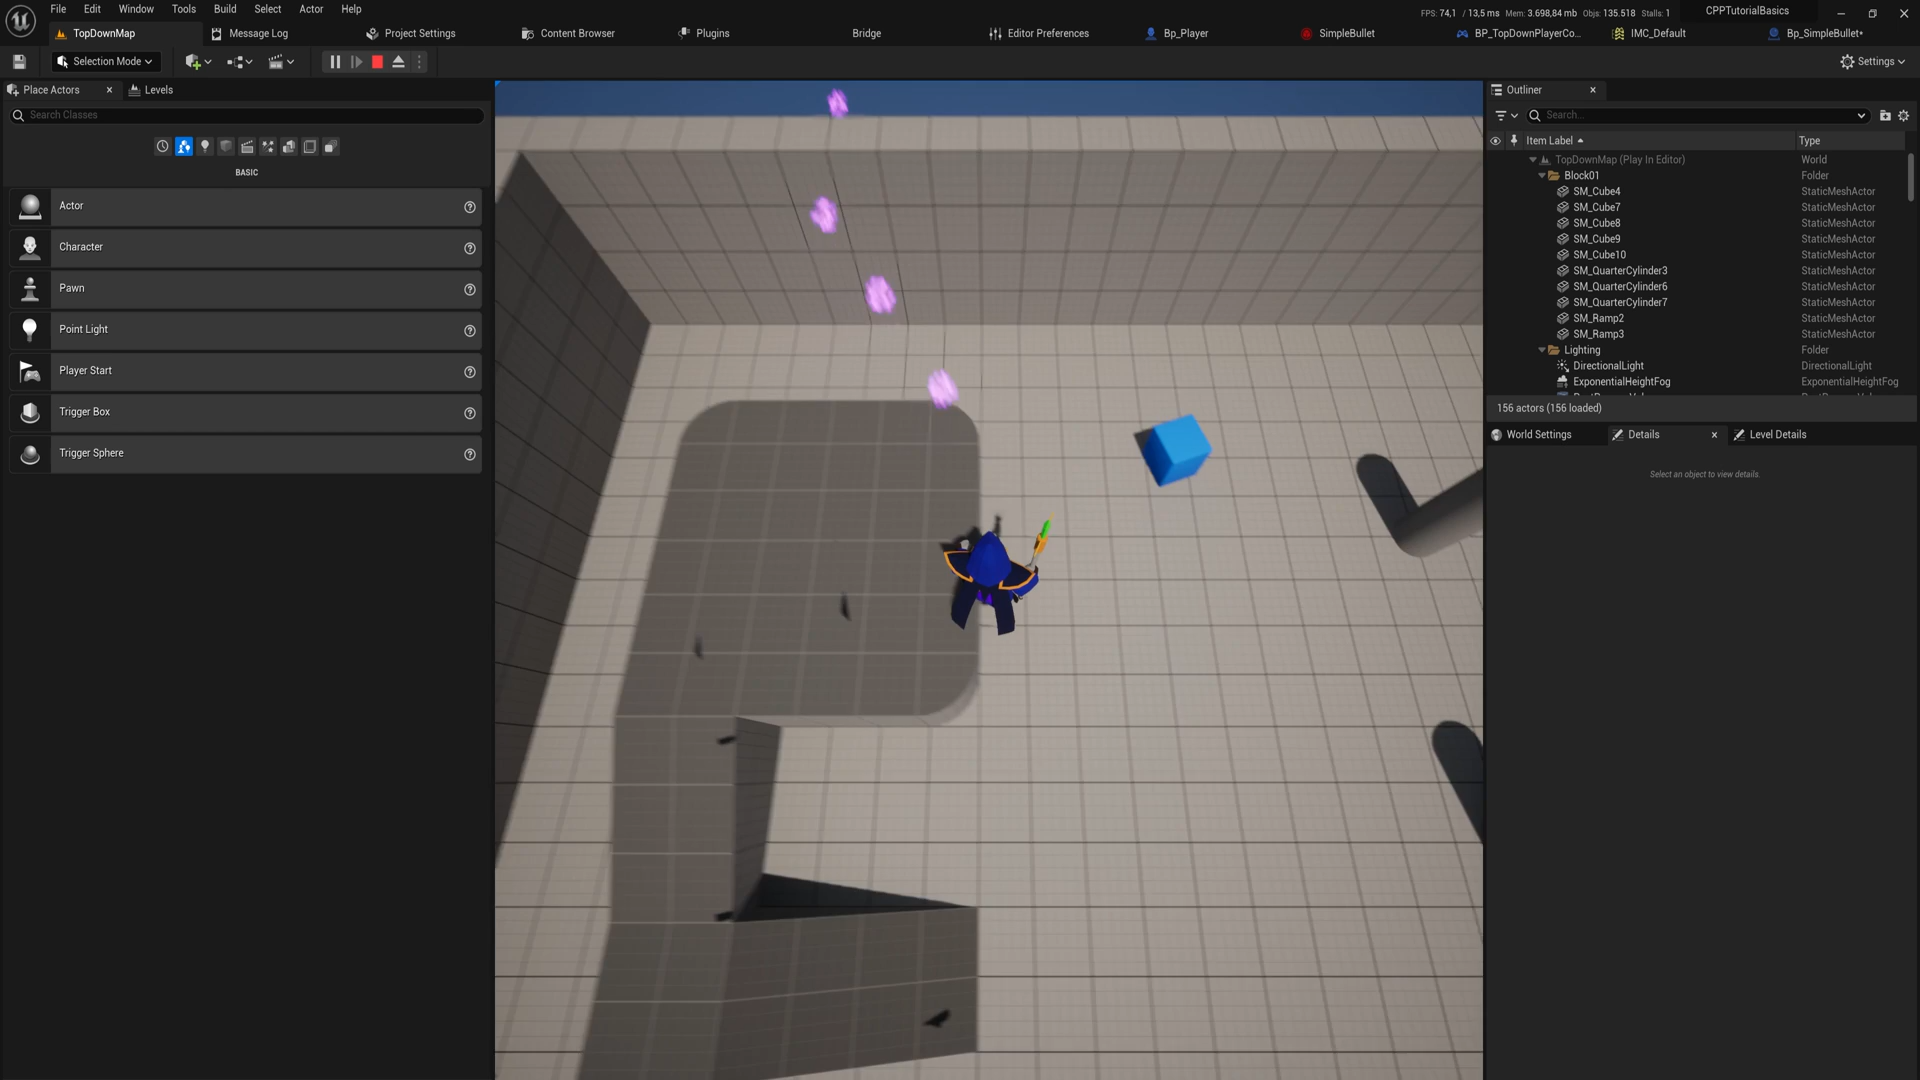 File Edit Window Tools Build Select Actor Help
FPS: 74,1 / 13,5 ms Mem: 3.698,84 mb Objs: 135.518 Stalls: 1
CPPTutorialBasics
TopDownMap
Message Log
Project Settings
Content Browser
Plugins
Bridge
Editor Preferences
Bp_Player
SimpleBullet
BP_TopDownPlayerCo...
IMC_Default
Bp_SimpleBullet*
Selection Mode
Settings
Place Actors
Levels
Search Classes
BASIC
Actor
Character
Pawn
Point Light
Player Start
Trigger Box
Trigger Sphere
Outliner
Search...
Item Label Type
TopDownMap (Play In Editor) World
Block01 Folder
SM_Cube4 StaticMeshActor
SM_Cube7 StaticMeshActor
SM_Cube8 StaticMeshActor
SM_Cube9 StaticMeshActor
SM_Cube10 StaticMeshActor
SM_QuarterCylinder3 StaticMeshActor
SM_QuarterCylinder6 StaticMeshActor
SM_QuarterCylinder7 StaticMeshActor
SM_Ramp2 StaticMeshActor
SM_Ramp3 StaticMeshActor
Lighting Folder
DirectionalLight DirectionalLight
ExponentialHeightFog ExponentialHeightFog
156 actors (156 loaded)
World Settings
Details
Level Details
Select an object to view details.